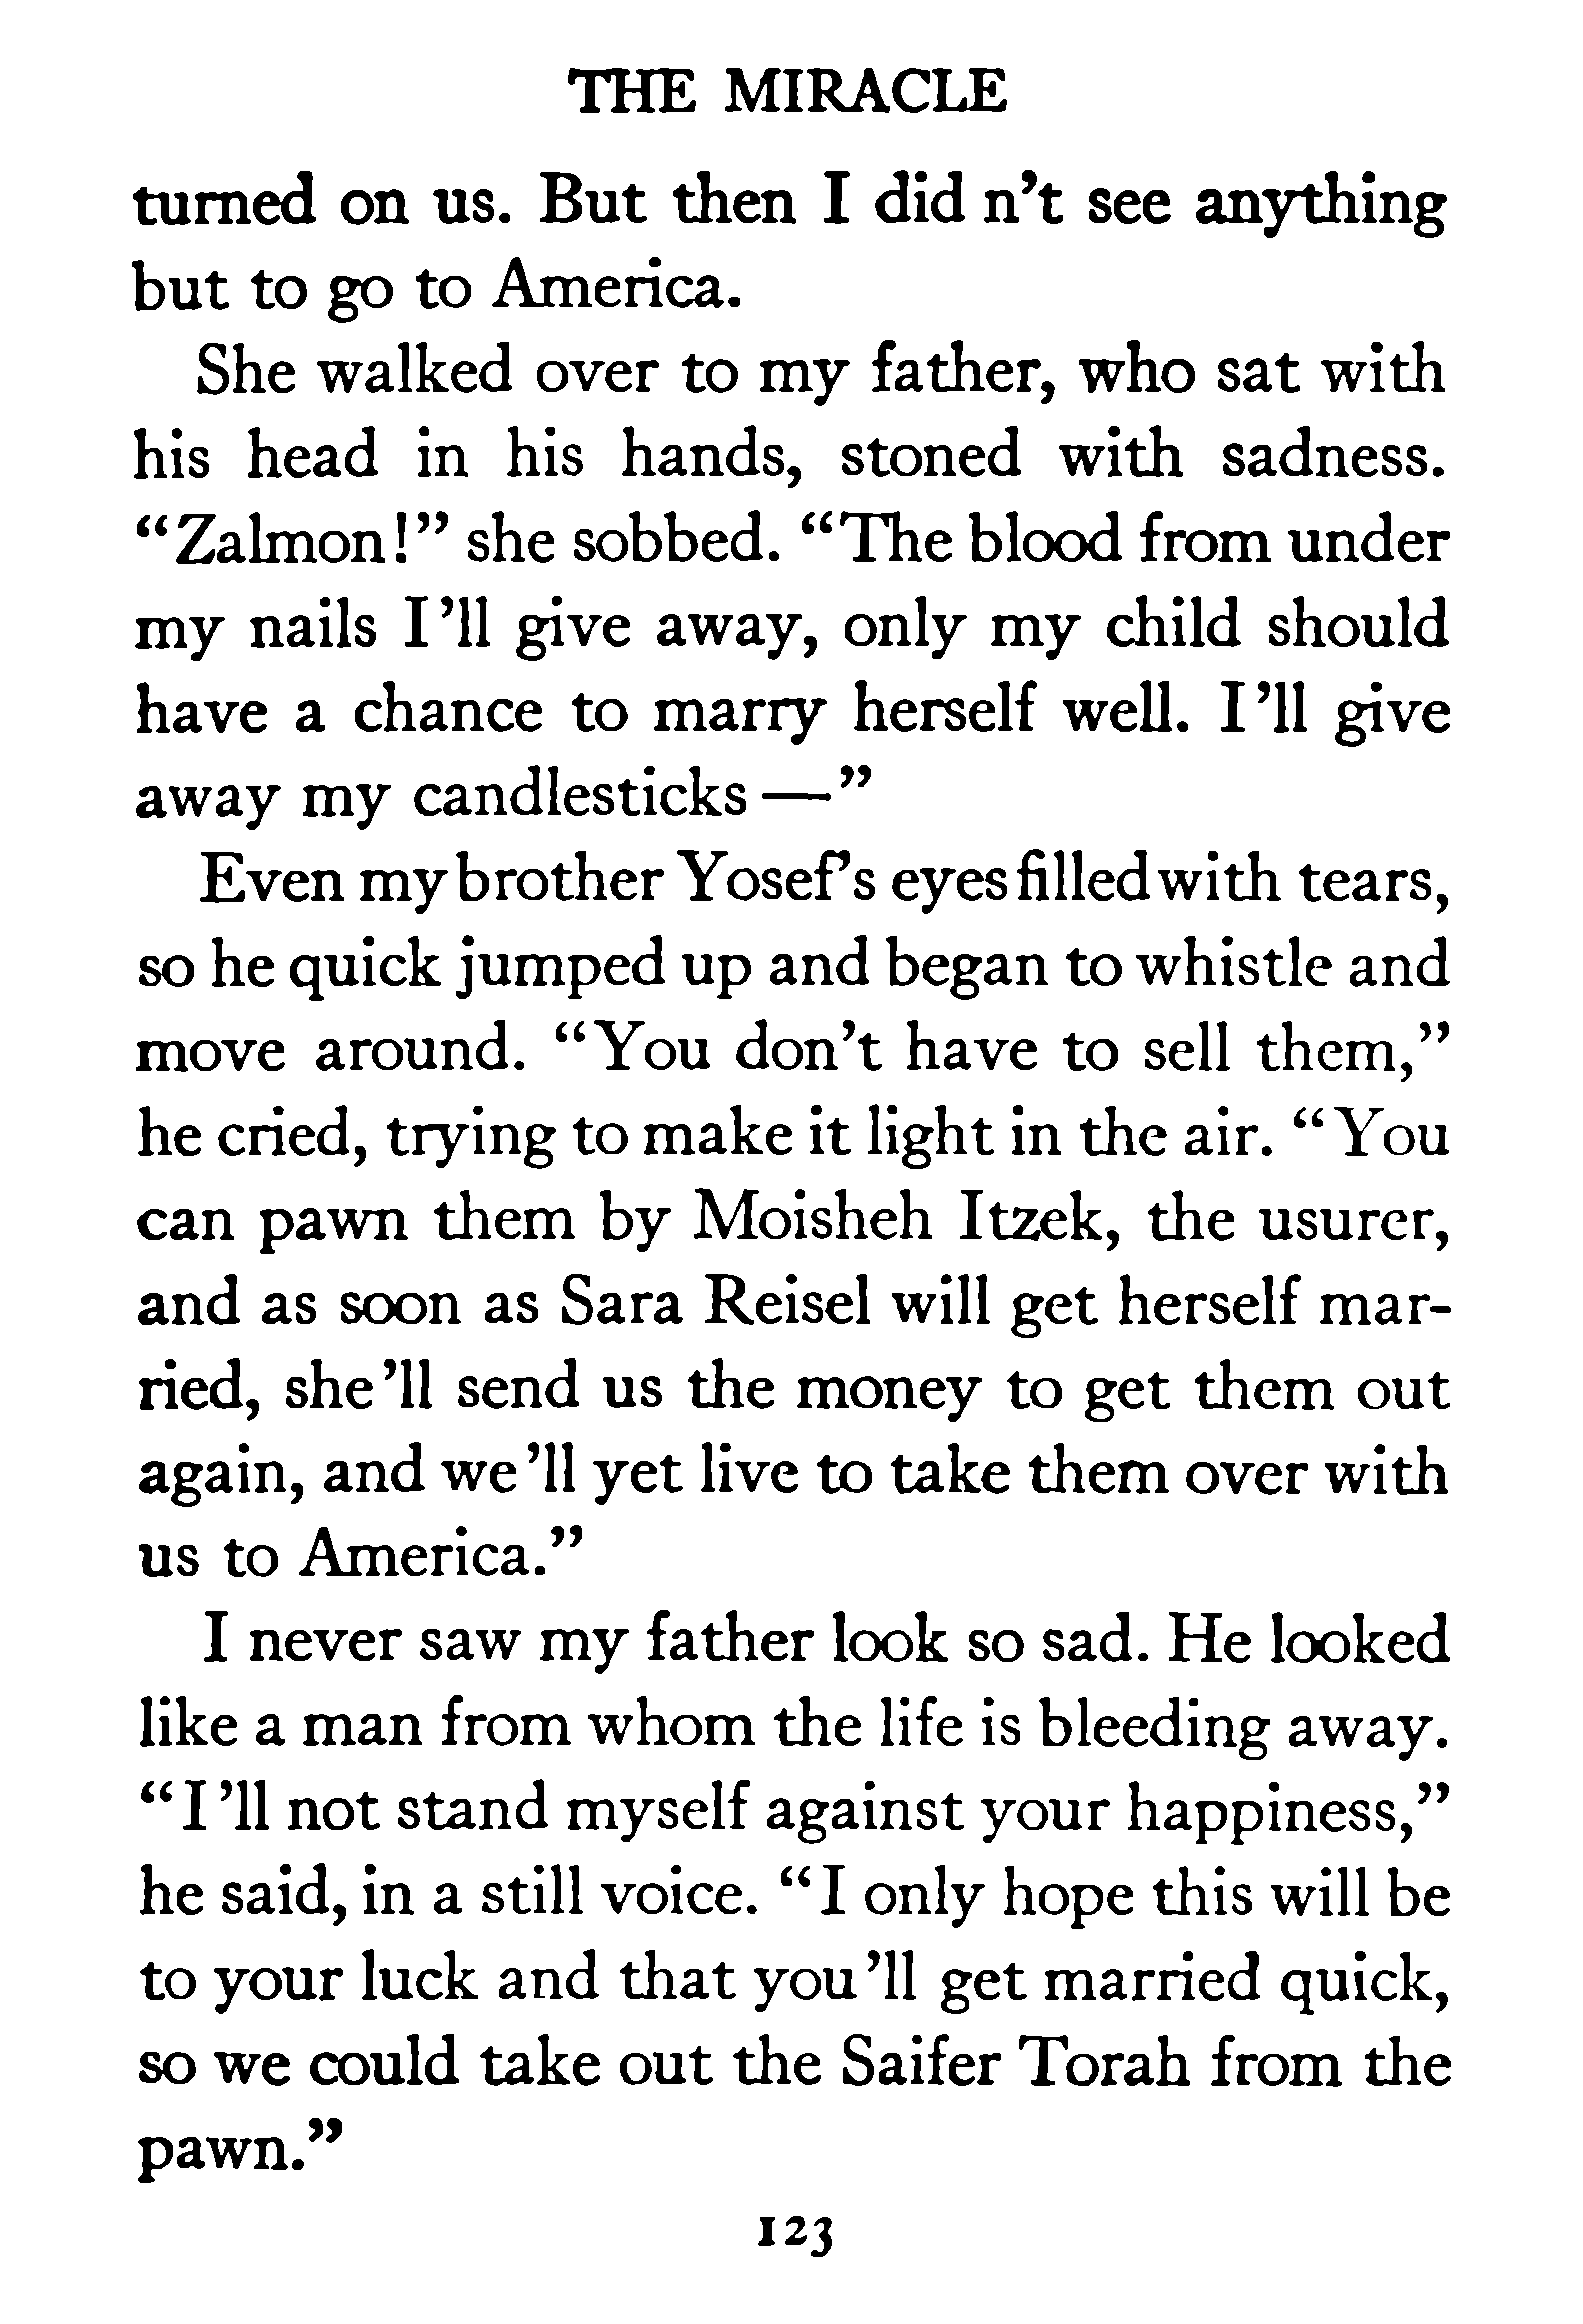 THE MIRACLE
turned on us. But then I did n't see anything
but to go to America.
She walked over to my father, who sat with
his head in his hands, stoned with sadness.
“Zalmon!” she sobbed. “The blood from under
my nails I'll give away, only my child should
have a chance to marry herself well. I'll give
away my candlesticks —”
Even my brother Yosef's eyes filled with tears,
so he quick jumped up and began to whistle and
move around. “You don't have to sell them,”
he cried, trying to make it light in the air. “You
can pawn them by Moisheh Itzek, the usurer,
and as soon as Sara Reisel will get herself mar-
ried, she'll send us the money to get them out
again, and we'll yet live to take them over with
us to America.”
I never saw my father look so sad. He looked
like a man from whom the life is bleeding away.
“I'll not stand myself against your happiness,”
he said, in a still voice. “I only hope this will be
to your luck and that you'll get married quick,
so we could take out the Saifer Torah from the
pawn.”
123